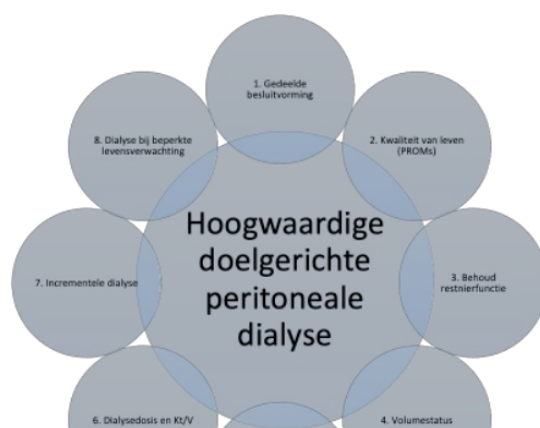 1. Gedeelde
besluitvorming
8. Dialyse bij beperkte
levensverwachting
2. Kwaliteit van leven
(PROMs)
Hoogwaardige
doelgerichte
peritoneale
dialyse
7. Incrementele dialyse
3. Behoud
restnierfunctie
6. Dialysedosis en Kt/V
4. Volumestatus